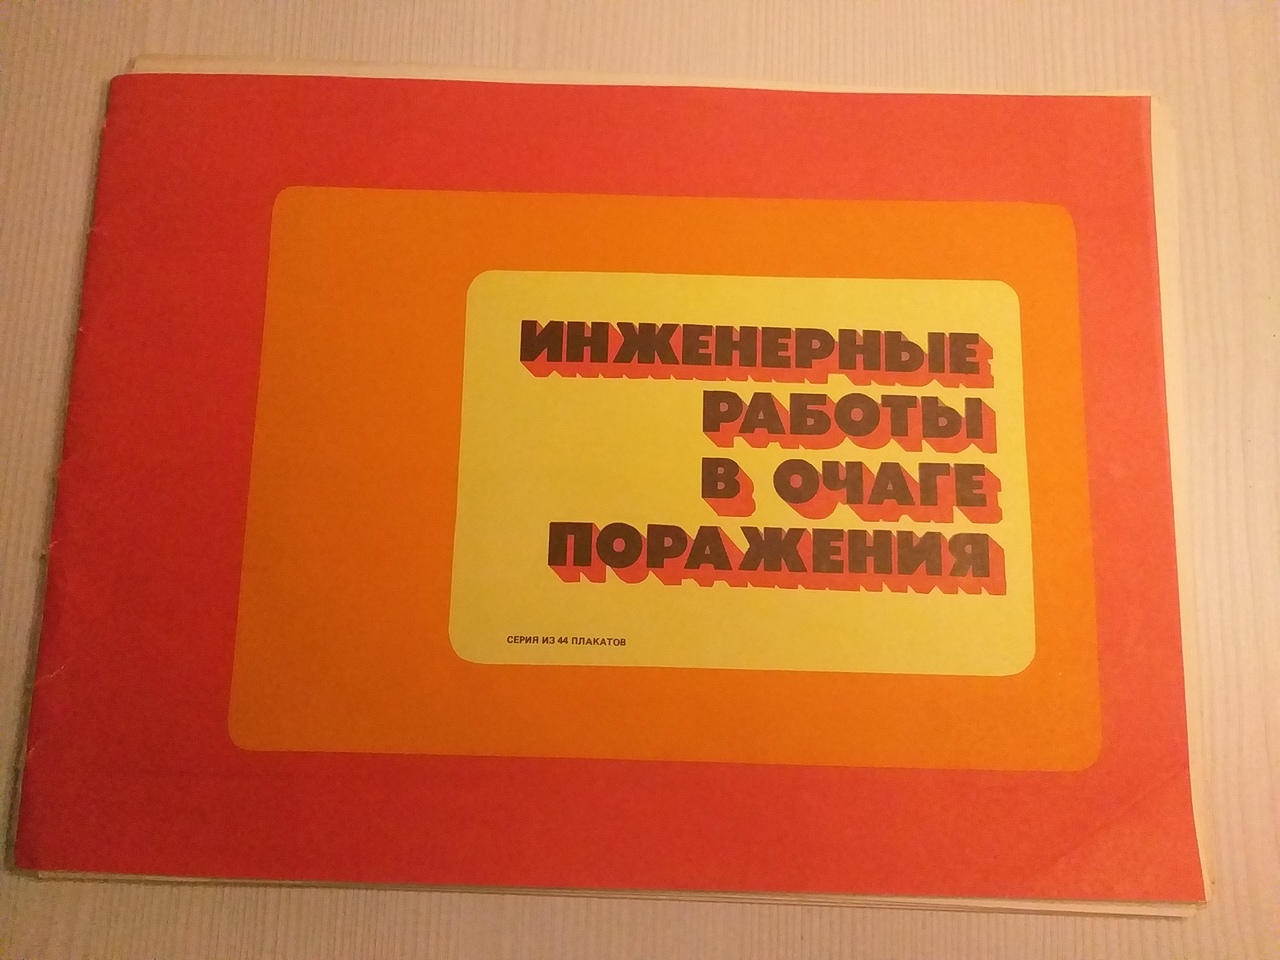 ИНЖЕНЕРНЫЕ
РАБОТЫ
В ОЧАГЕ
ПОРАЖЕНИЯ
СЕРИЯ ИЗ 44 ПЛАКАТОВ